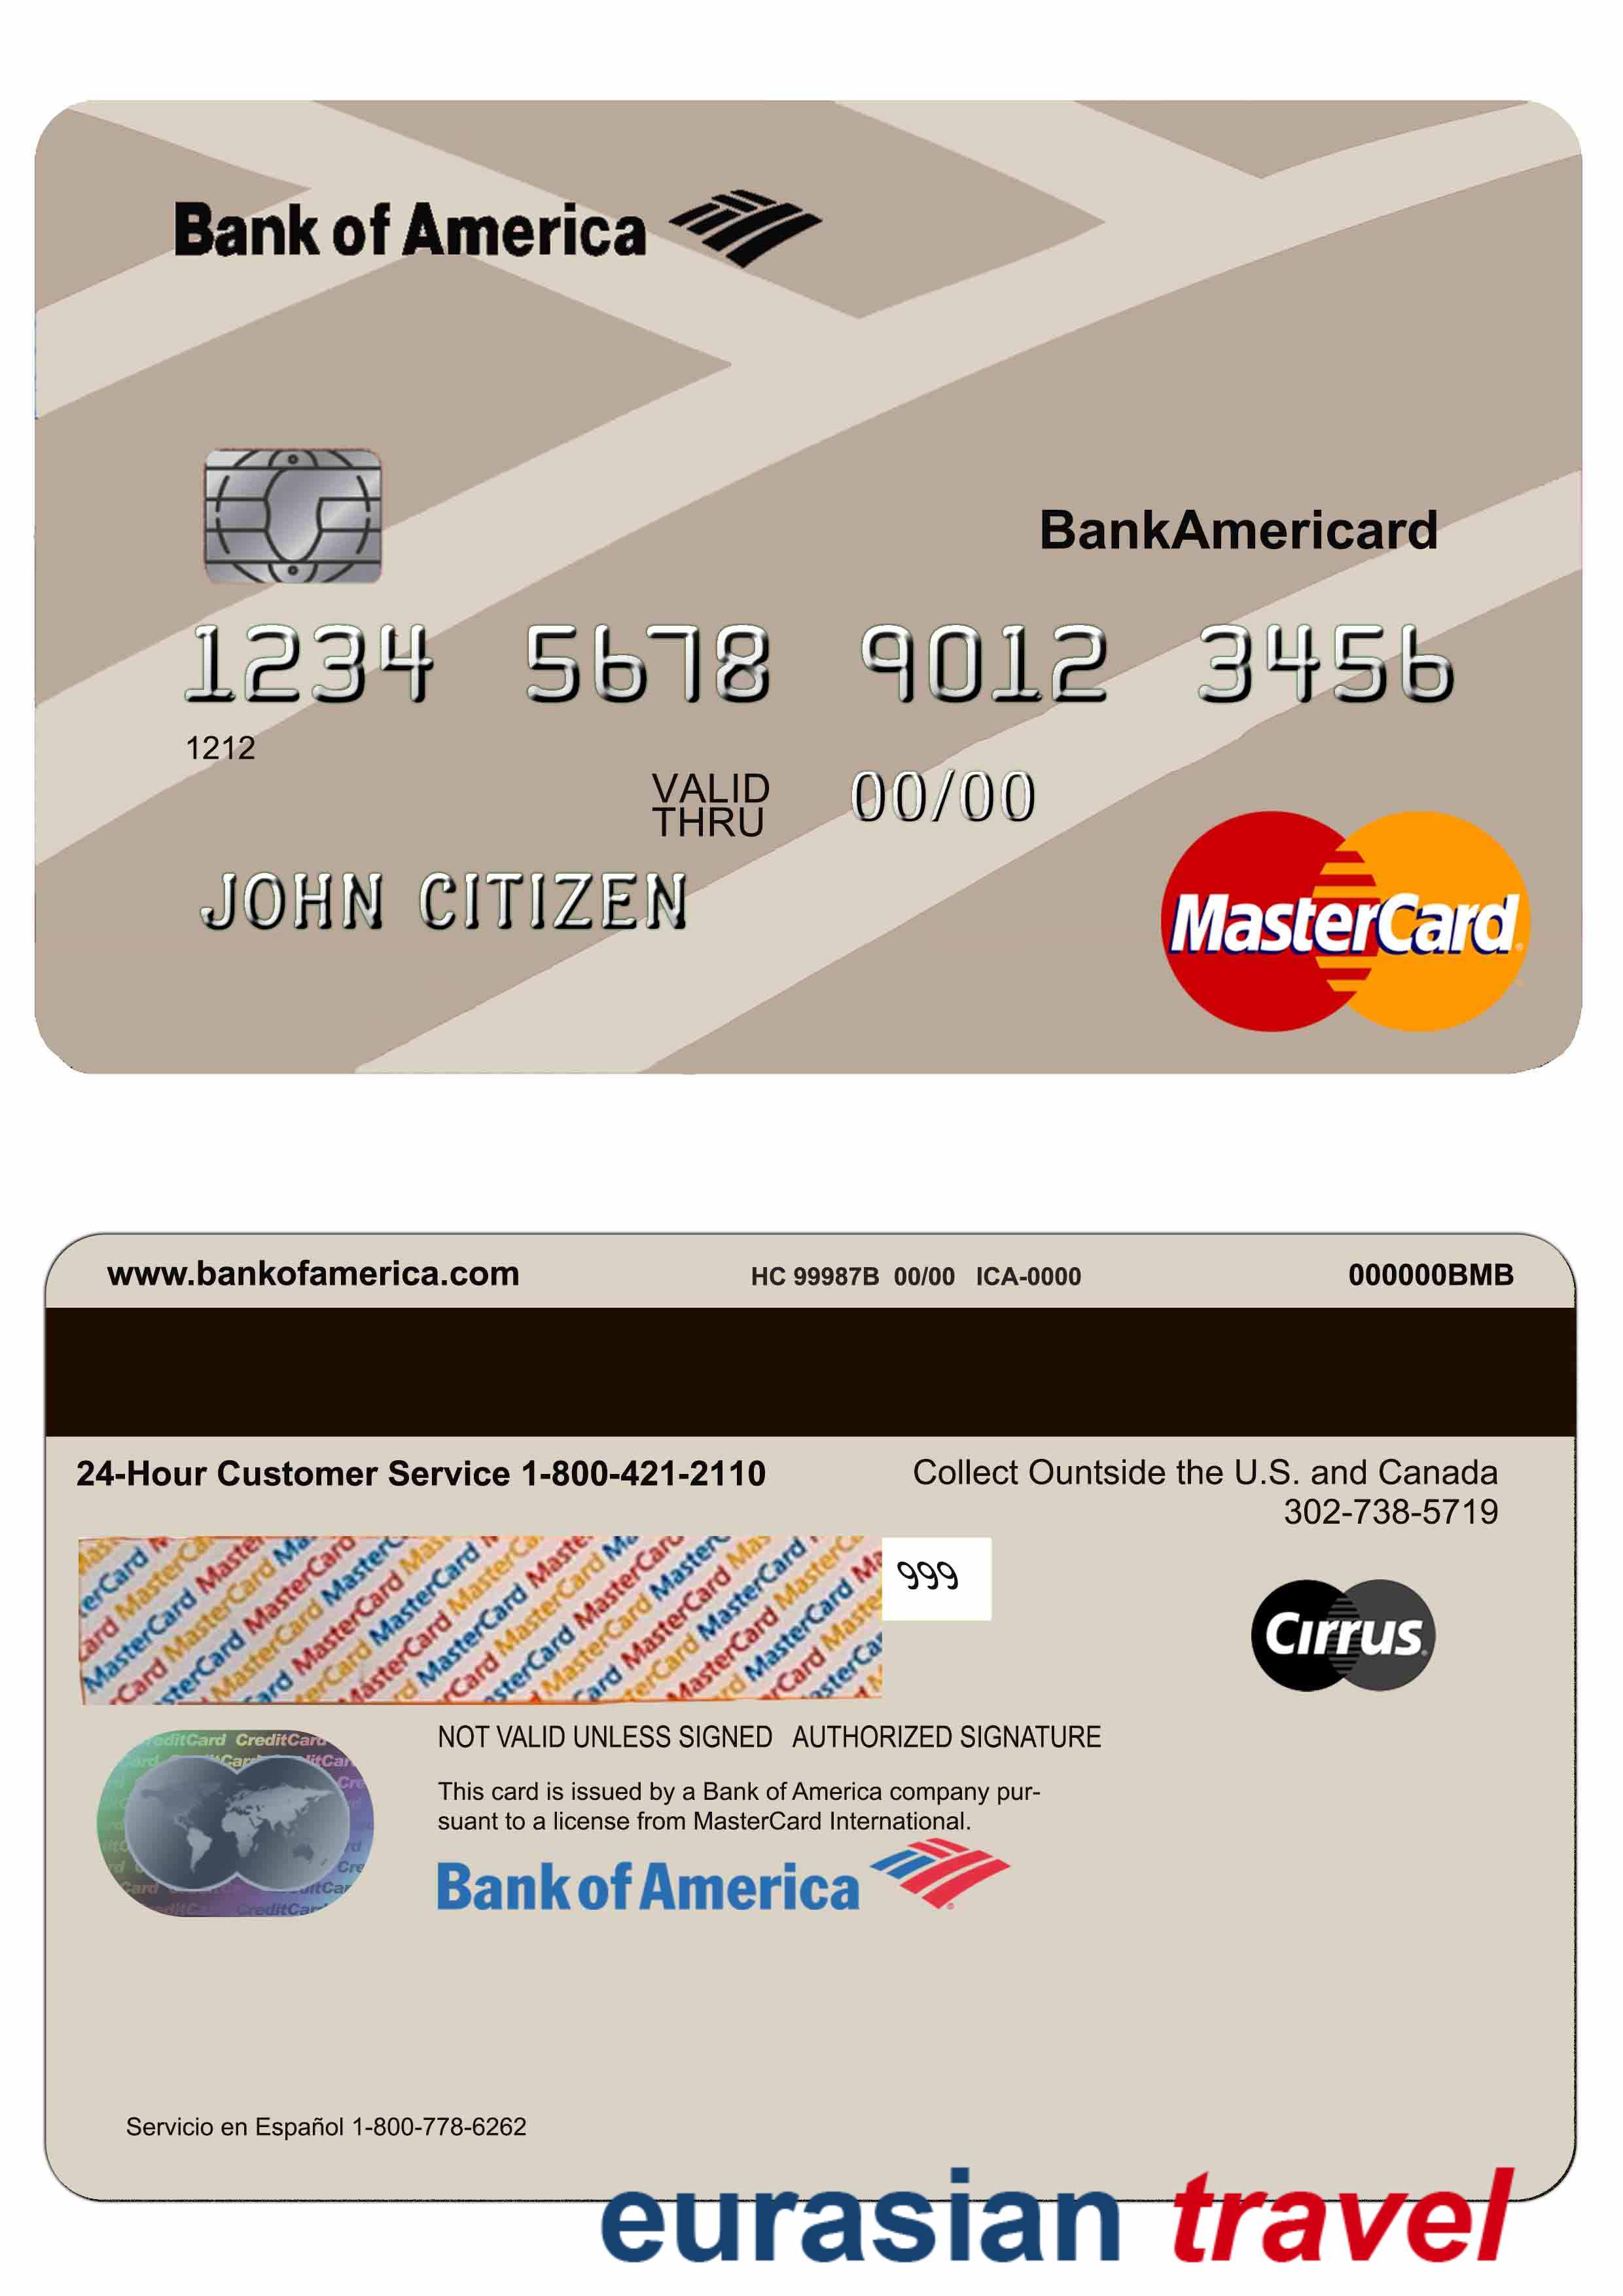 Bank of America
BankAmericard
1234 5678 9012 3456
1212
VALID THRU 00/00
JOHN CITIZEN
MasterCard
www.bankofamerica.com HC 99987B 00/00 ICA-0000 000000BMB
24-Hour Customer Service 1-800-421-2110
Collect Ountside the U.S. and Canada
302-738-5719
999
Cirrus
NOT VALID UNLESS SIGNED AUTHORIZED SIGNATURE
This card is issued by a Bank of America company pur-
suant to a license from MasterCard International.
Bank of America
Servicio en Español 1-800-778-6262
eurasian travel